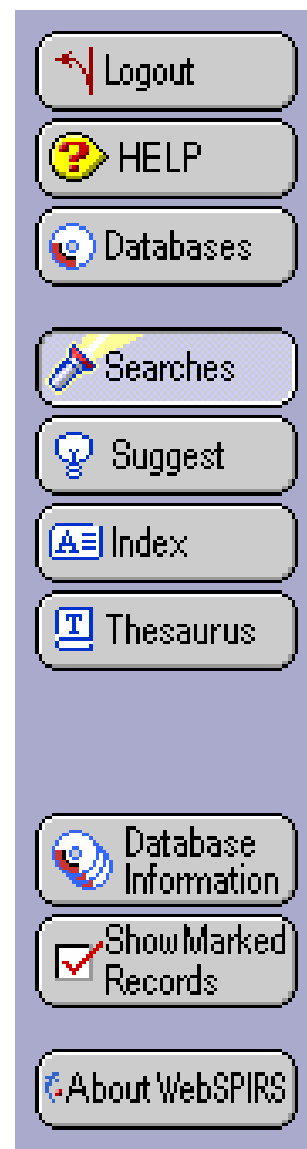 Logout
? HELP
Databases
Searches
Suggest
A Index
T Thesaurus
Database
Information
Show Marked
Records
About WebSPIRS